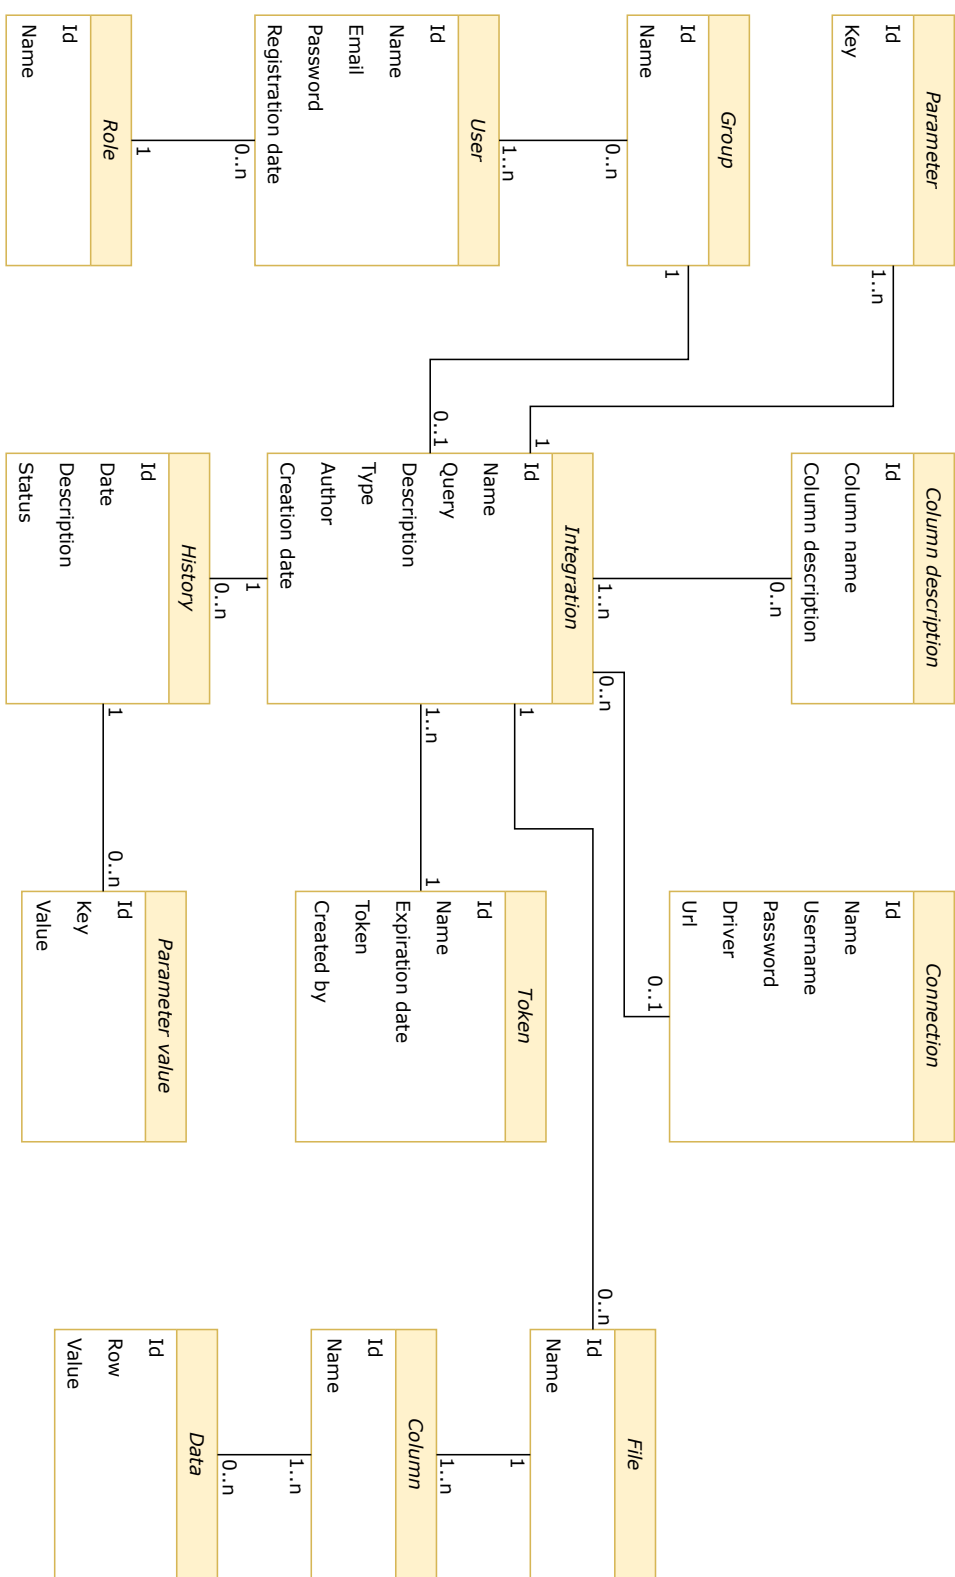 Parameter
Id
Key
1..n
Group
Id
Name
0..n
1
User
Id
Name
Email
Password
Registration date
1..n
0..n
Role
Id
Name
1
Column description
Id
Column name
Column description
0..n
Integration
Id
Name
Query
Description
Type
Author
Creation date
1..n
0..n
1
0..1
1
1..n
1
History
Id
Date
Description
Status
0..n
1
Connection
Id
Name
Username
Password
Driver
Url
0..1
Token
Id
Name
Expiration date
Token
Created by
1
Parameter value
Id
Key
Value
0..n
File
Id
Name
0..n
1
Column
Id
Name
1..n
1..n
Data
Id
Row
Value
0..n